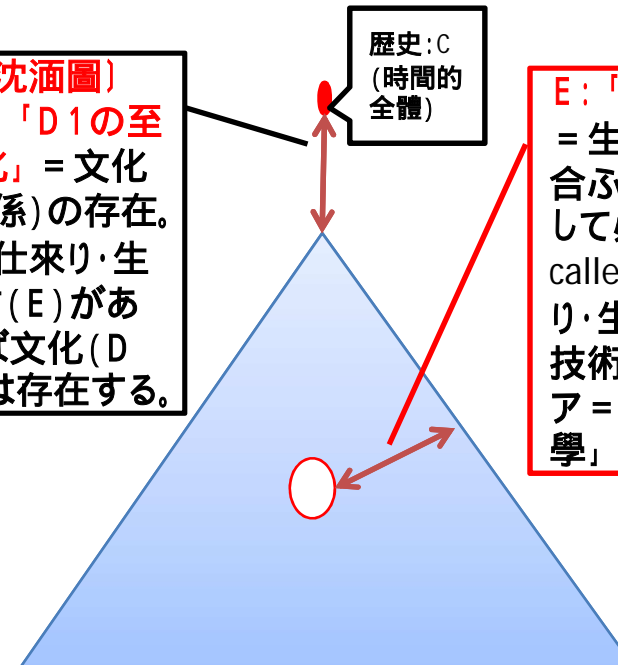 沈湎圖〕
「D1の至
化」=文化
係)の存在。
仕來り・生
(E)があ
文化(D
は存在する。
歴史:C
(時間的
全體)
E:「
=生
合ふ
して
calle
り・生
技術
ア=
學」